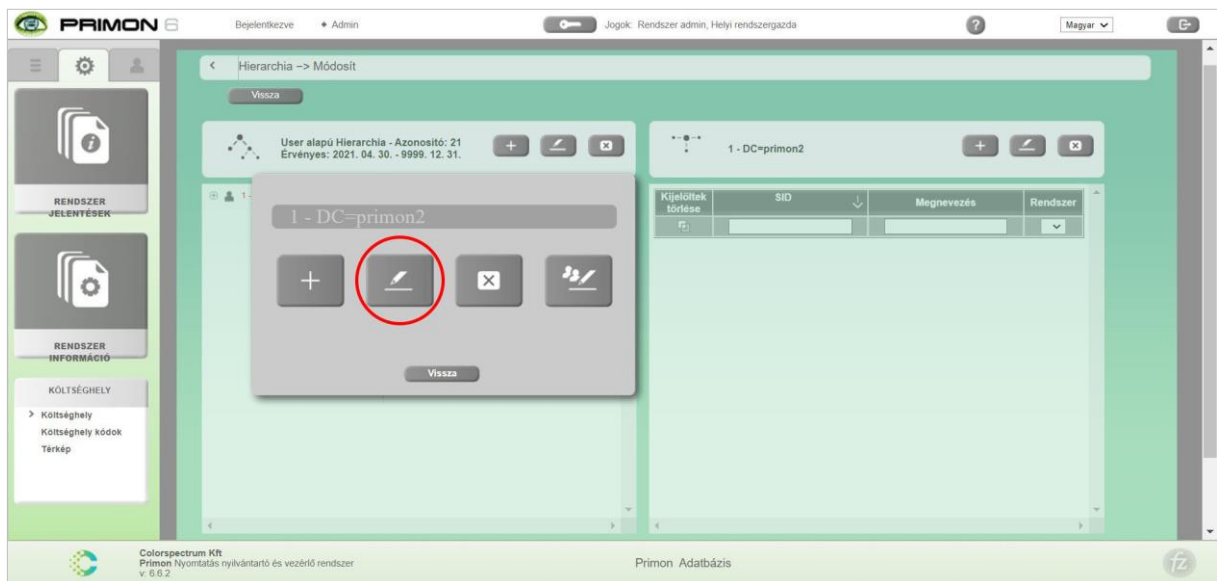 PRIMON 6
Bejelentkezve Admin
Jogok: Rendszer admin, Helyi rendszergazda
?
Magyar
Hierarchia –> Módosít
Vissza
User alapú Hierarchia - Azonosító: 21
Érvényes: 2021. 04. 30. - 9999. 12. 31.
1 - DC=primon2
RENDSZER
JELENTÉSEK
RENDSZER
INFORMÁCIÓ
KÖLTSÉGHELY
> Költséghely
Költséghely kódok
Térkép
1 -
1 - DC=primon2
Vissza
Kijelöltek
törlése
SID
Megnevezés
Rendszer
Colorspectrum Kft
Primon Nyomtatás nyilvántartó és vezérlő rendszer
v: 6.6.2
Primon Adatbázis
fz